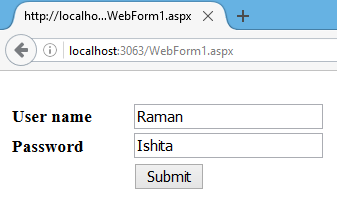 http://localho...WebForm1.aspx
localhost:3063/WebForm1.aspx
User name Raman
Password Ishita
Submit